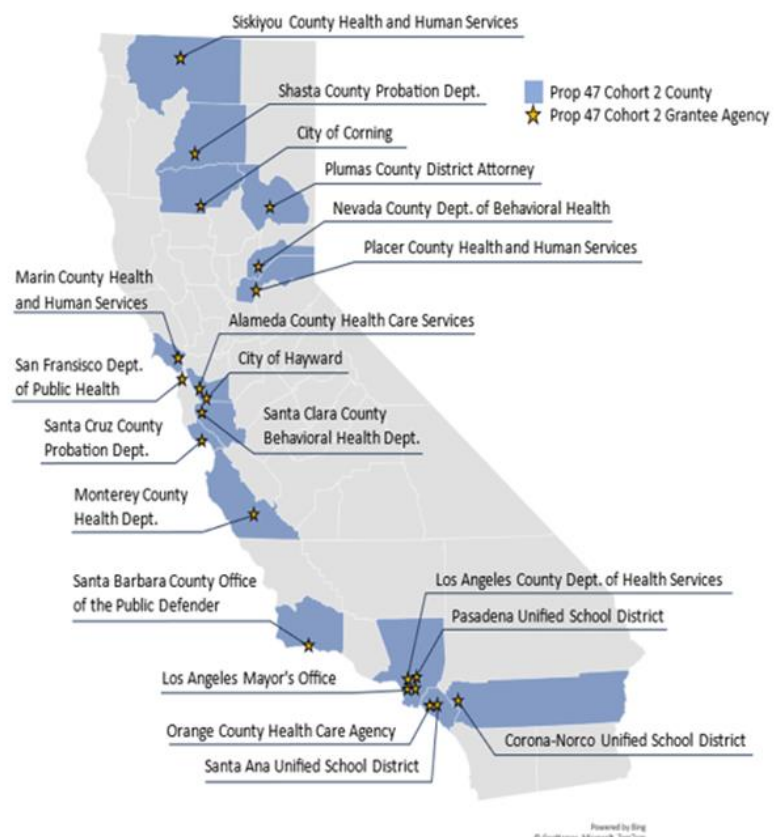 Siskiyou County Health and Human Services
Prop 47 Cohort 2 County
Prop 47 Cohort 2 Grantee Agency
Shasta County Probation Dept.
City of Corning
Plumas County District Attorney
Nevada County Dept. of Behavioral Health
Placer County Health and Human Services
Marin County Health
and Human Services
Alameda County Health Care Services
San Fransisco Dept.
of Public Health
City of Hayward
Santa Cruz County
Probation Dept.
Santa Clara County
Behavioral Health Dept.
Monterey County
Health Dept.
Santa Barbara County Office
of the Public Defender
Los Angeles County Dept. of Health Services
Pasadena Unified School District
Los Angeles Mayor's Office
Orange County Health Care Agency
Corona-Norco Unified School District
Santa Ana Unified School District
Powered by Bing
© GeoNames, Microsoft, TomTom